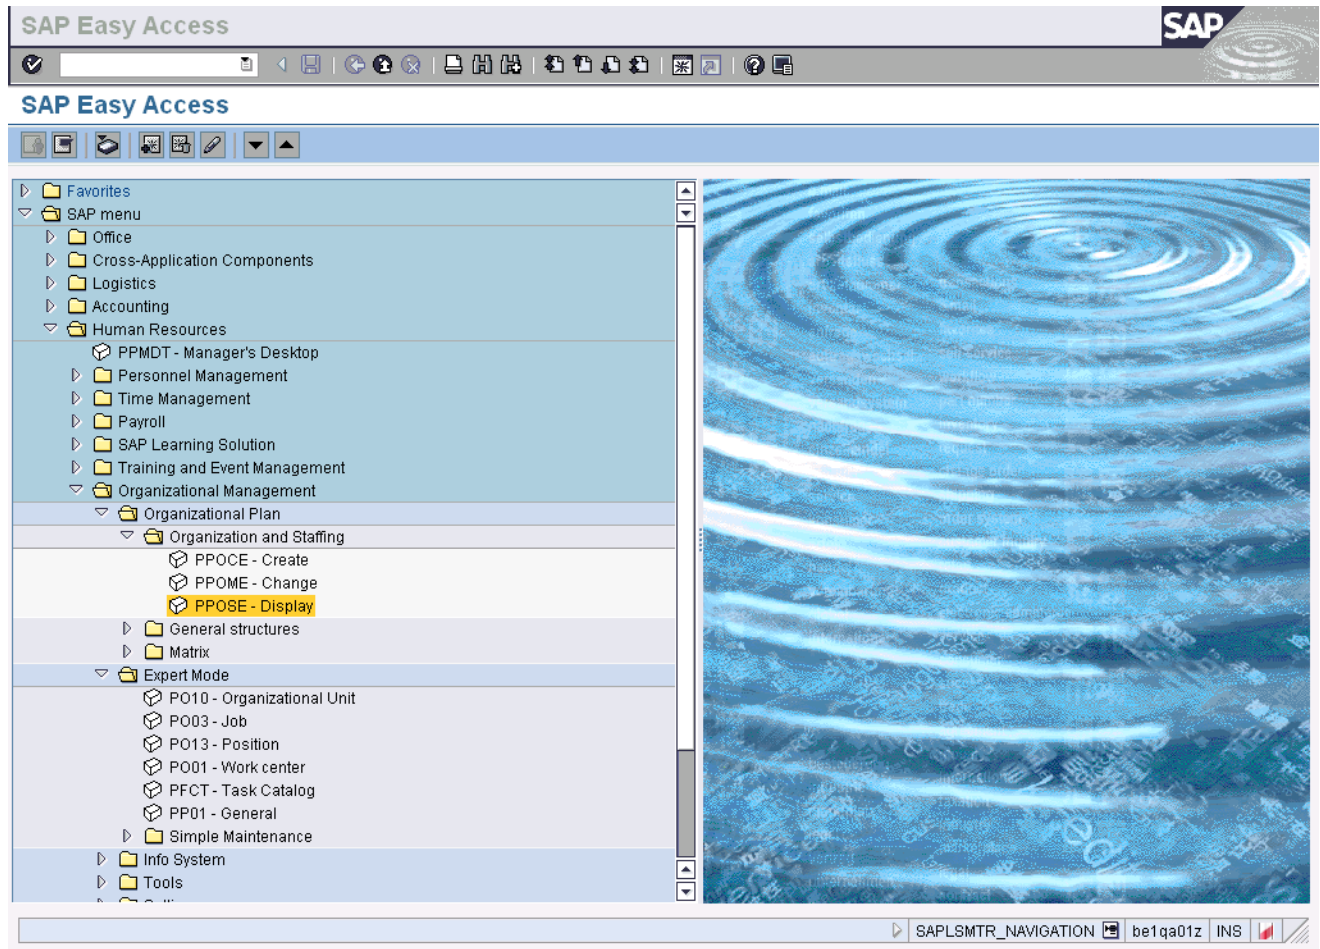 SAP Easy Access
SAP
SAP Easy Access
Favorites
SAP menu
Office
Cross-Application Components
Logistics
Accounting
Human Resources
PPMDT - Manager's Desktop
Personnel Management
Time Management
Payroll
SAP Learning Solution
Training and Event Management
Organizational Management
Organizational Plan
Organization and Staffing
PPOCE - Create
PPOME - Change
PPOSE - Display
General structures
Matrix
Expert Mode
PO10 - Organizational Unit
PO03 - Job
PO13 - Position
PO01 - Work center
PFCT - Task Catalog
PP01 - General
Simple Maintenance
Info System
Tools
SAPLSMTR_NAVIGATION be1qa01z INS